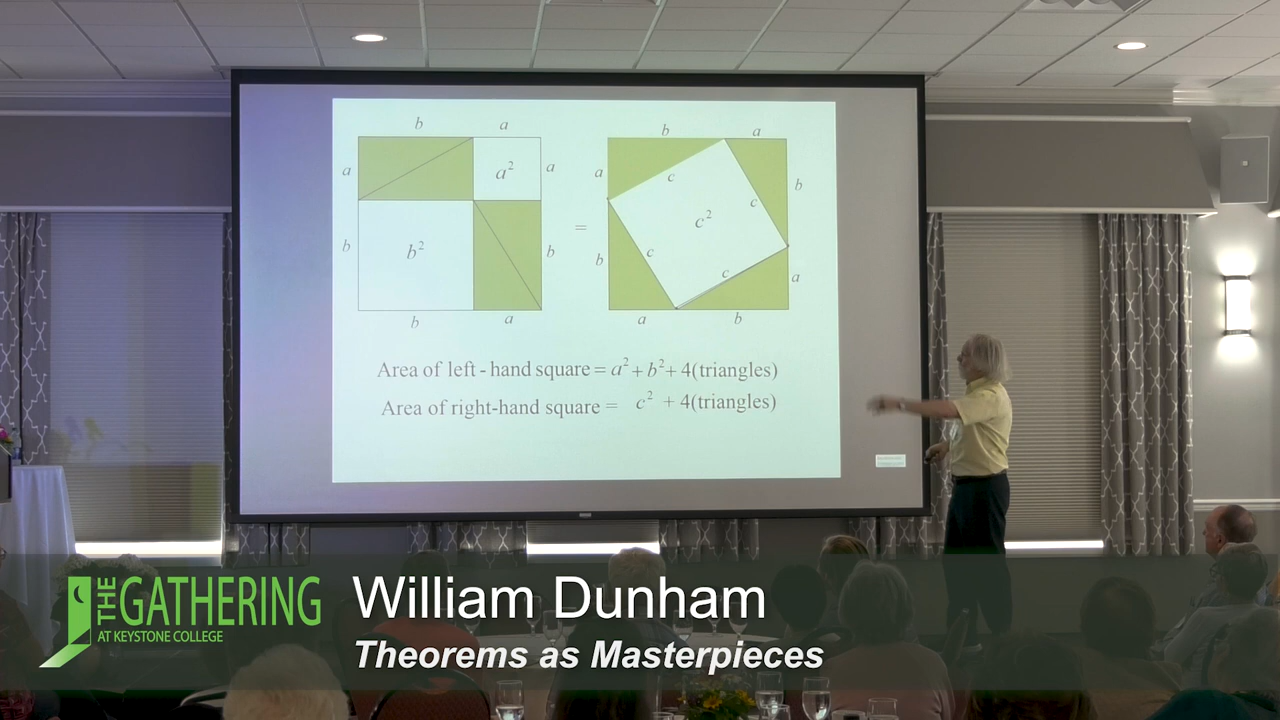 b a b a
a a² a a c b
c
b b² b = b c² c
c a
b a a b
Area of left - hand square = a² + b² + 4(triangles)
Area of right-hand square = c² + 4(triangles)
THE GATHERING
AT KEYSTONE COLLEGE
William Dunham
Theorems as Masterpieces